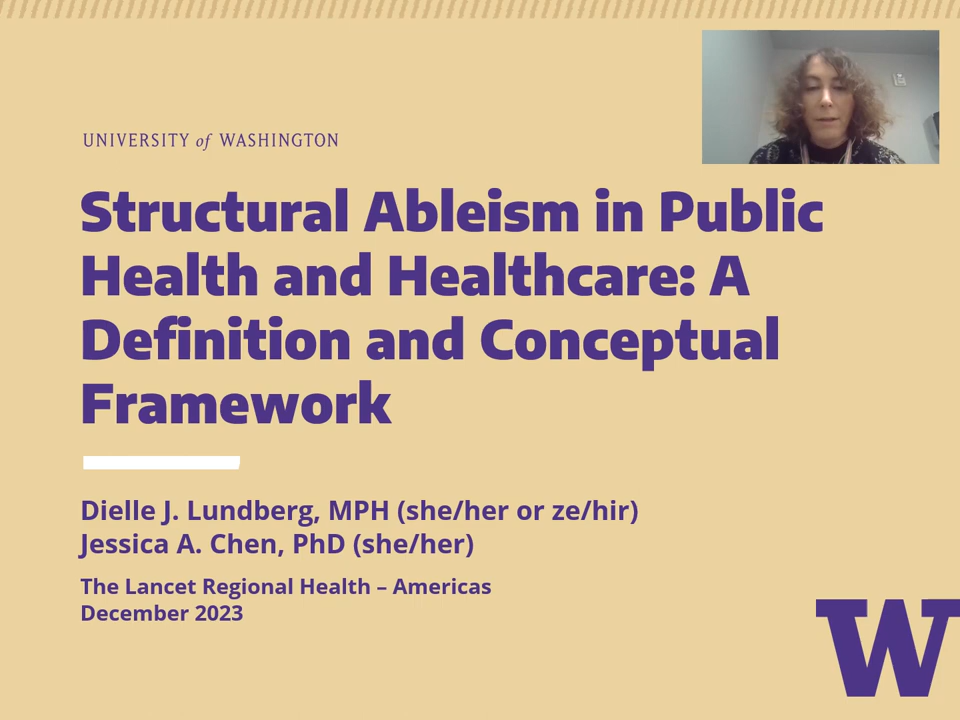 UNIVERSITY of WASHINGTON
Structural Ableism in Public
Health and Healthcare: A
Definition and Conceptual
Framework
Dielle J. Lundberg, MPH (she/her or ze/hir)
Jessica A. Chen, PhD (she/her)
The Lancet Regional Health – Americas
December 2023
W